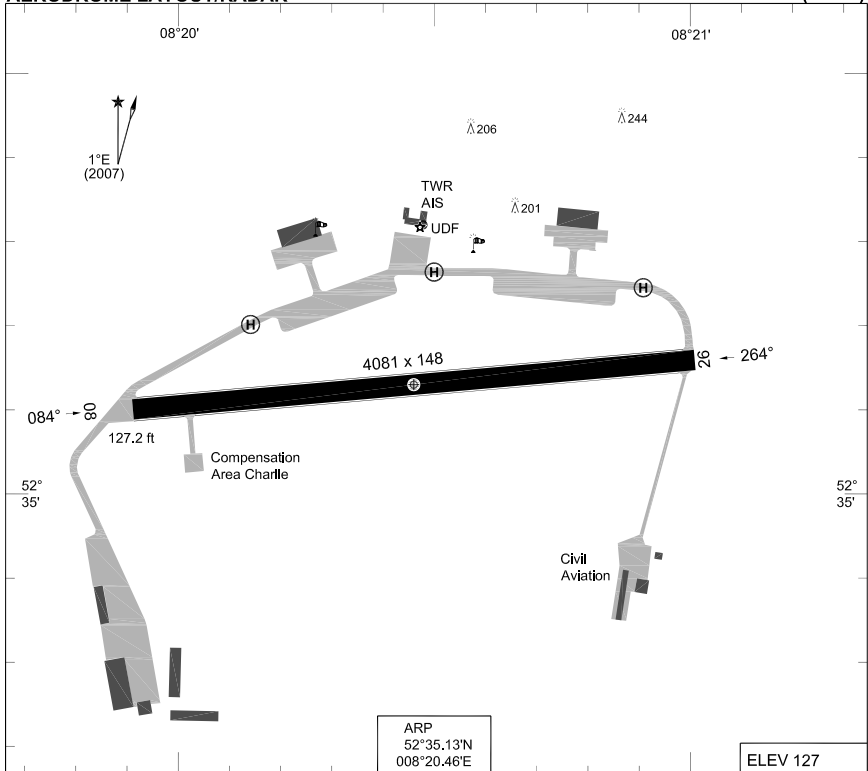 AERODROME LAYOUT/RADAR
08°20'
08°21'
1°E
(2007)
206
244
TWR
AIS
UDF
201
H
H
H
4081 x 148
26
264°
084°
08
127.2 ft
Compensation
Area Charlie
52°
35'
52°
35'
Civil
Aviation
ARP
52°35.13'N
008°20.46'E
ELEV 127